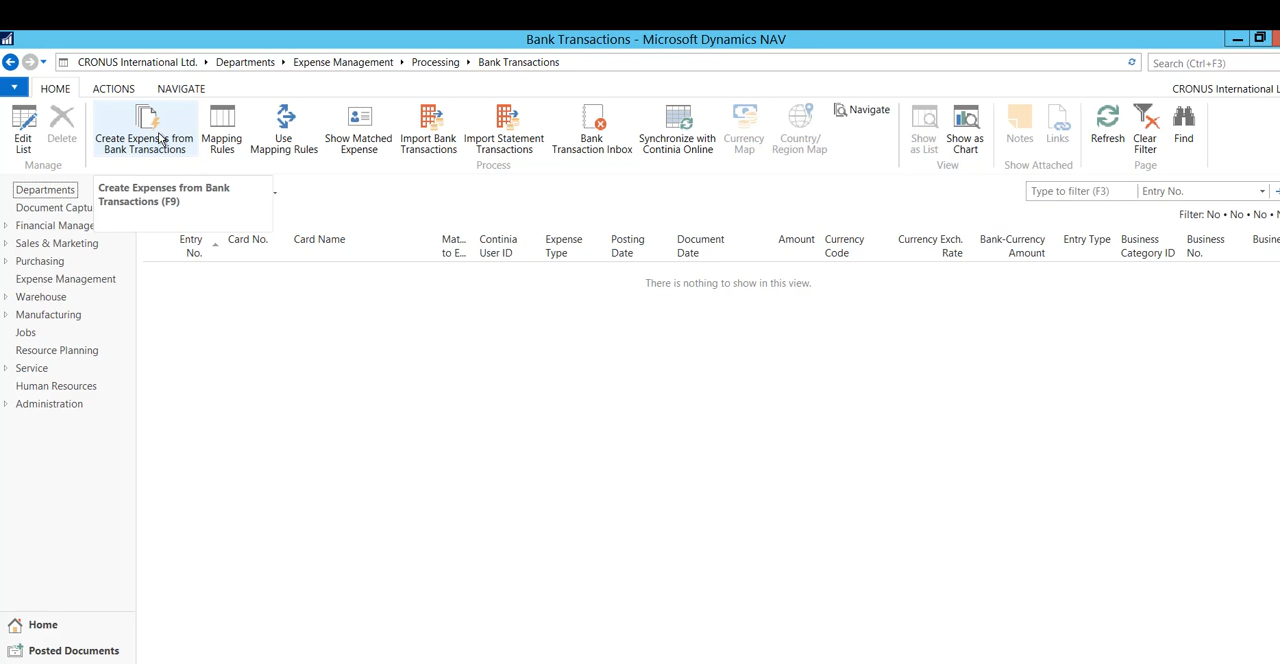 Bank Transactions - Microsoft Dynamics NAV
CRONUS International Ltd. Departments Expense Management Processing Bank Transactions
Search (Ctrl+F3)
HOME ACTIONS NAVIGATE
CRONUS International
Edit List
Delete
Manage
Create Expenses from Bank Transactions
Mapping Rules
Use Mapping Rules
Show Matched Expense
Import Bank Transactions
Import Statement Transactions
Bank Transaction Inbox
Synchronize with Continia Online
Currency Map
Country/ Region Map
Navigate
Process
Show as List
Show as Chart
View
Notes
Links
Show Attached
Refresh
Clear Filter
Find
Page
Create Expenses from Bank
Transactions (F9)
Type to filter (F3) Entry No.
Filter: No • No • No •
Departments
Document Captu
Financial Manage
Sales & Marketing
Purchasing
Expense Management
Warehouse
Manufacturing
Jobs
Resource Planning
Service
Human Resources
Administration
Entry No.
Card No.
Card Name
Mat... to E...
Continia User ID
Expense Type
Posting Date
Document Date
Amount
Currency Code
Currency Exch. Rate
Bank-Currency Amount
Entry Type
Business Category ID
Business No.
Busine
There is nothing to show in this view.
Home
Posted Documents